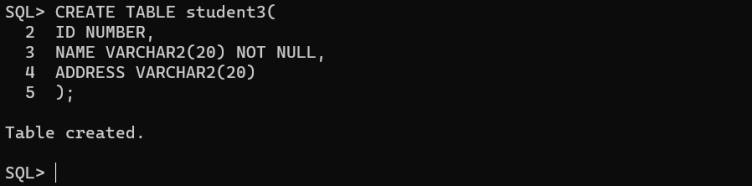 SQL> CREATE TABLE student3(
  2  ID NUMBER,
  3  NAME VARCHAR2(20) NOT NULL,
  4  ADDRESS VARCHAR2(20)
  5  );

Table created.

SQL>